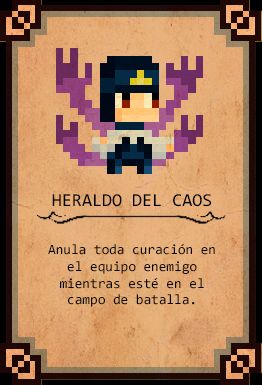 HERALDO DEL CAOS
Anula toda curación en
el equipo enemigo
mientras esté en el
campo de batalla.